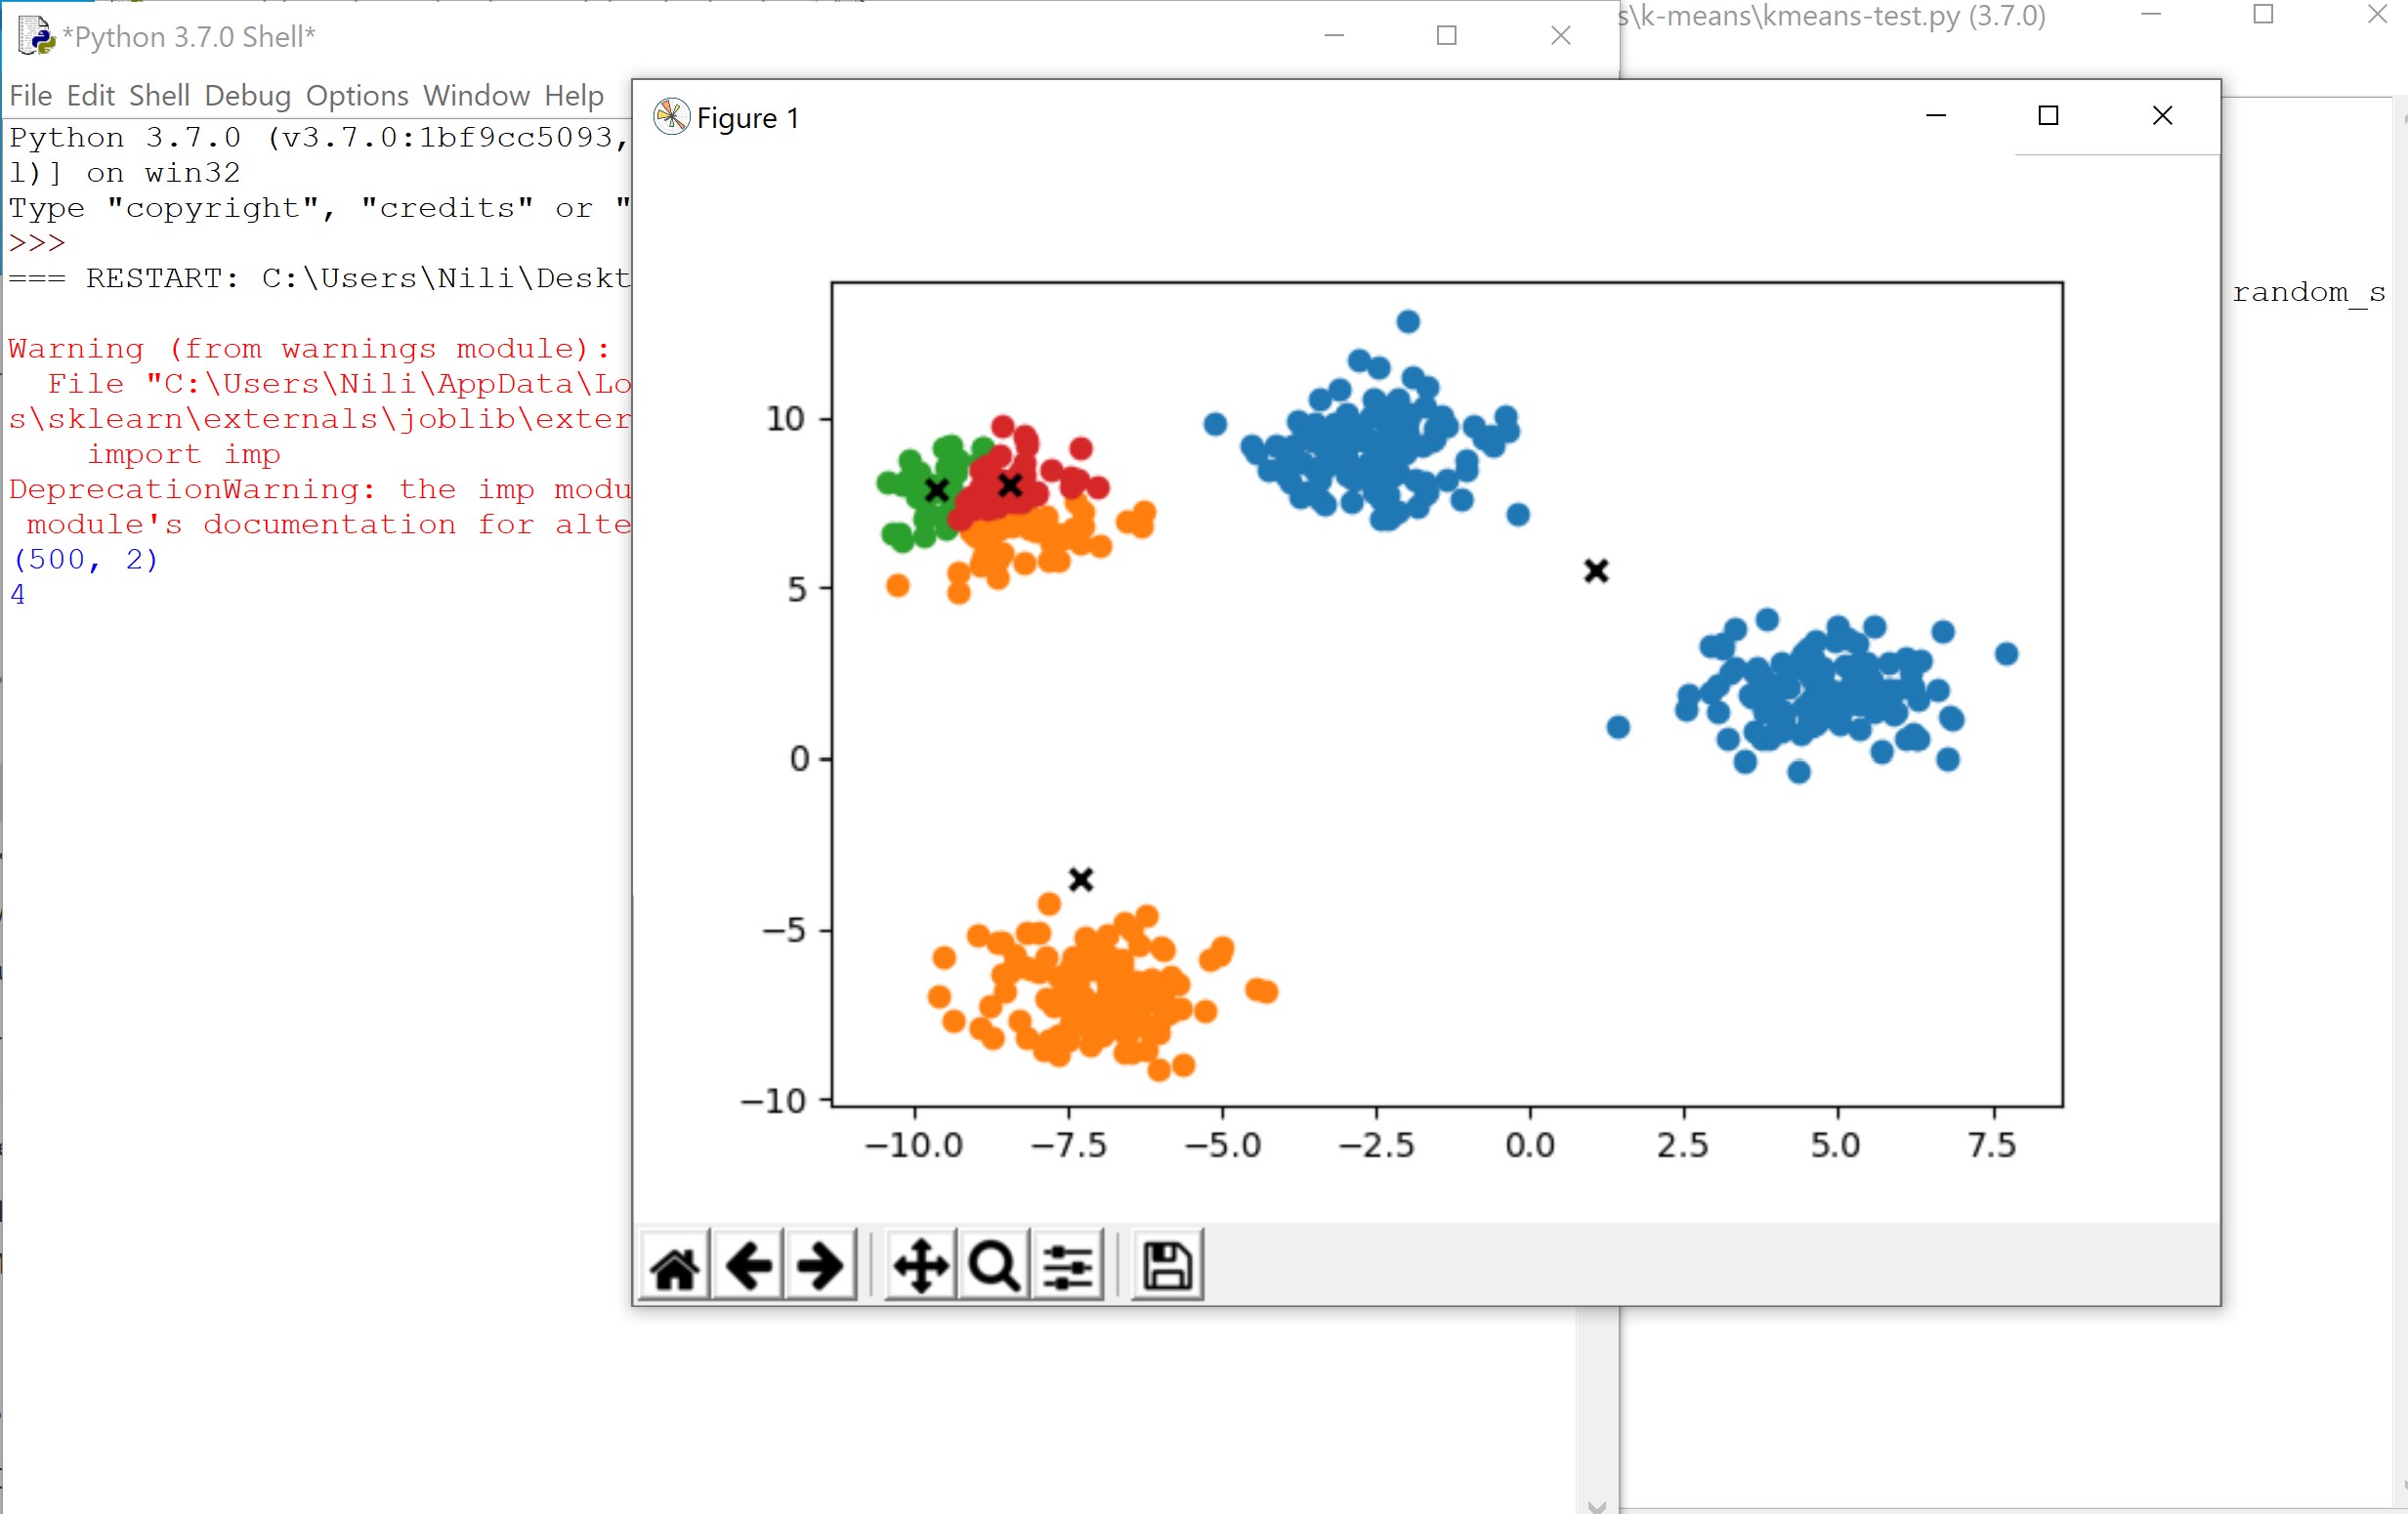 *Python 3.7.0 Shell*
s\k-means\kmeans-test.py (3.7.0)
File Edit Shell Debug Options Window Help
Python 3.7.0 (v3.7.0:1bf9cc5093,
l)] on win32
Type "copyright", "credits" or "
>>>
=== RESTART: C:\Users\Nili\Deskt
Warning (from warnings module):
File "C:\Users\Nili\AppData\Lo
s\sklearn\externals\joblib\exter
import imp
DeprecationWarning: the imp modu
module's documentation for alte
(500, 2)
4
random_s
Figure 1
10
5
0
−5
−10
−10.0 −7.5 −5.0 −2.5 0.0 2.5 5.0 7.5